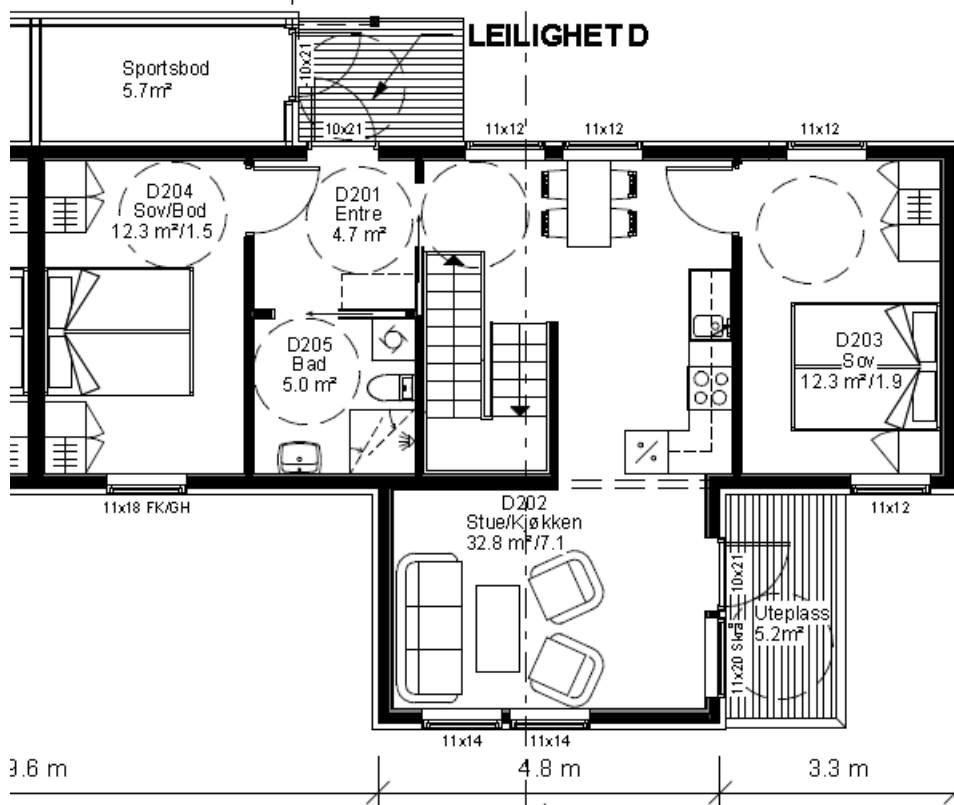 LEILIGHET D
Sportsbod
5.7m²
10x21
10x21
11x12
11x12
11x12
D204
Sov/Bod
12.3 m²/1.5
D201
Entre
4.7 m²
D205
Bad
5.0 m²
D203
Sov
12.3 m²/1.9
11x18 FK/GH
D202
Stue/Kjøkken
32.8 m²/7.1
11x12
10x21
11x20 Skrå
Uteplass
5.2m²
11x14
11x14
9.6 m
4.8 m
3.3 m